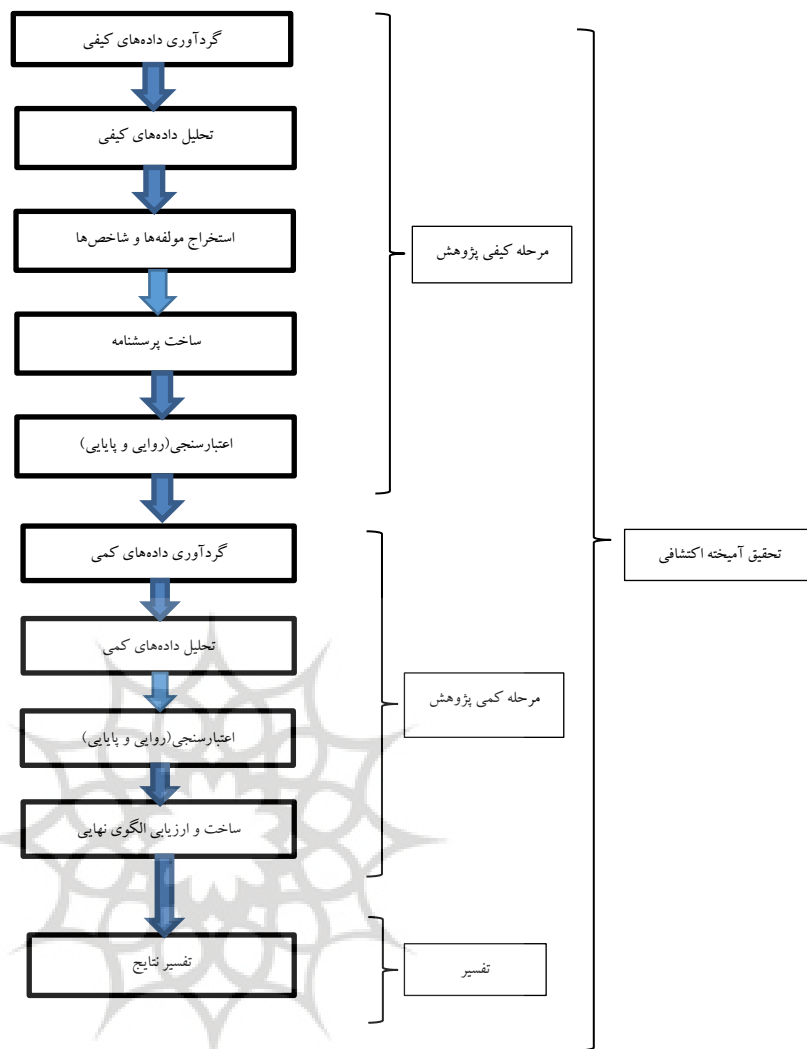 گردآوری داده‌های کیفی
تحلیل داده‌های کیفی
استخراج مولفه‌ها و شاخص‌ها
ساخت پرسشنامه
اعتبارسنجی(روایی و پایایی)
مرحله کیفی پژوهش
گردآوری داده‌های کمی
تحلیل داده‌های کمی
اعتبارسنجی(روایی و پایایی)
ساخت و ارزیابی الگوی نهایی
مرحله کمی پژوهش
تفسیر نتایج
تفسیر
تحقیق آمیخته اکتشافی